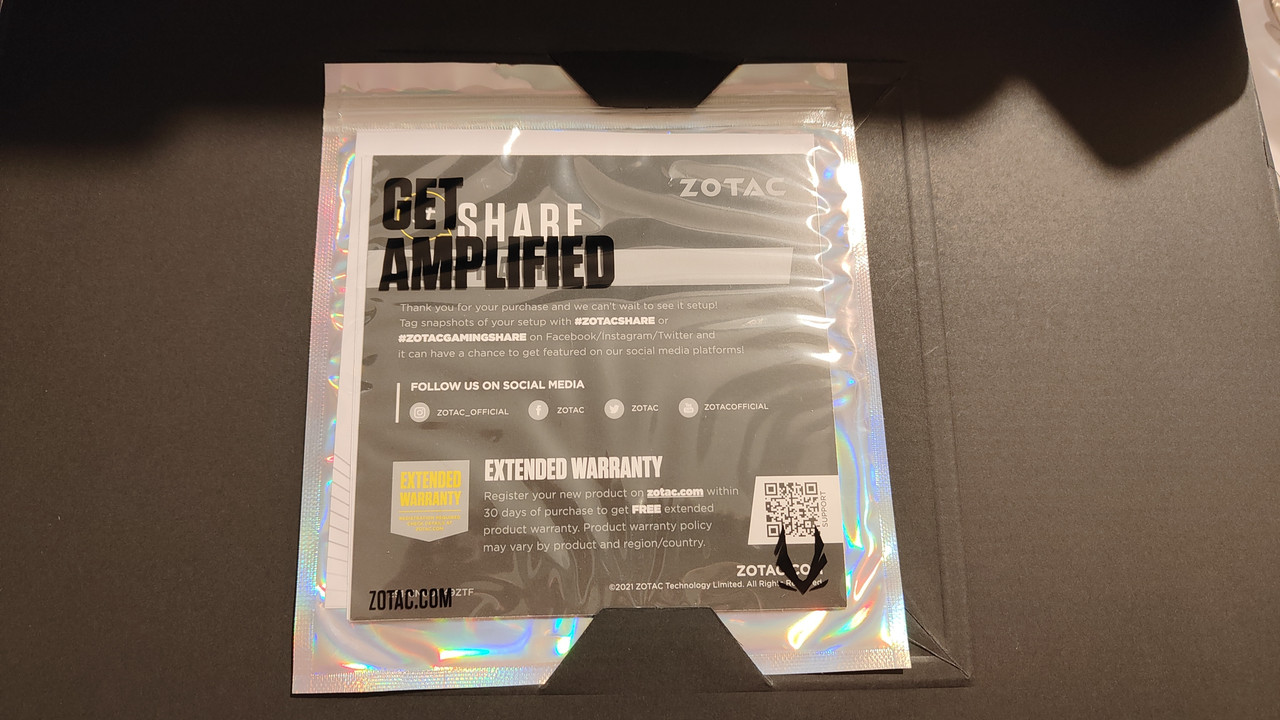 ZOTAC
GET
SHARE
AMPLIFIED
Thank you for your purchase and we can't wait to see it setup!
Tag snapshots of your setup with #ZOTACSHARE or
#ZOTACGAMINGSHARE on Facebook/Instagram/Twitter and
it can have a chance to get featured on our social media platforms!
FOLLOW US ON SOCIAL MEDIA
ZOTAC_OFFICIAL ZOTAC ZOTAC ZOTACOFFICIAL
EXTENDED
WARRANTY
EXTENDED WARRANTY
Register your new product on zotac.com within
30 days of purchase to get FREE extended
product warranty. Product warranty policy
may vary by product and region/country.
SUPPORT
ZOTAC.COM
©2021 ZOTAC Technology Limited. All Rights Reserved
ZOTAC.COM